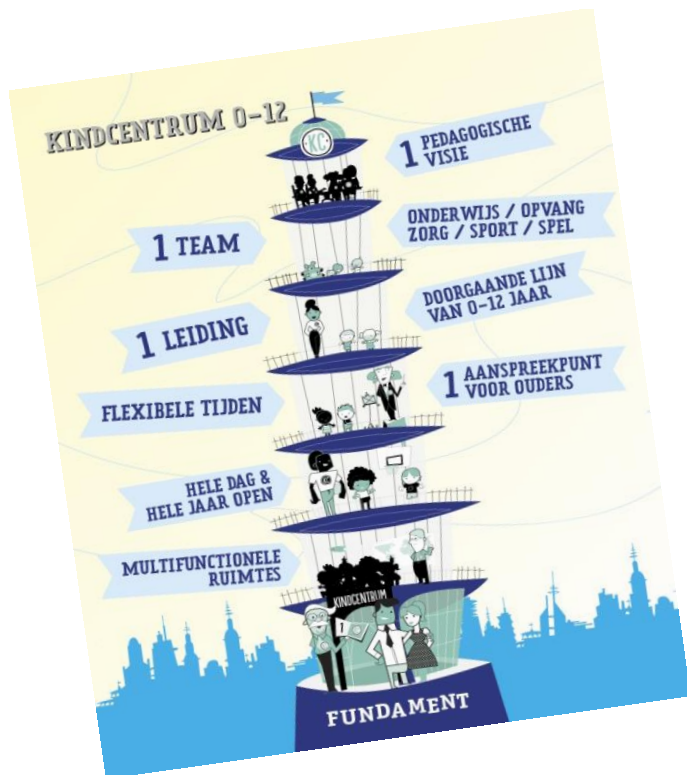 KINDCENTRUM 0-12
KC
1 PEDAGOGISCHE
VISIE
1 TEAM
ONDERWIJS / OPVANG
ZORG / SPORT / SPEL
1 LEIDING
DOORGAANDE LIJN
VAN 0-12 JAAR
FLEXIBELE TIJDEN
1 AANSPREEKPUNT
VOOR OUDERS
HELE DAG &
HELE JAAR OPEN
MULTIFUNCTIONELE
RUIMTES
KINDCENTRUM
1
FUNDAMENT